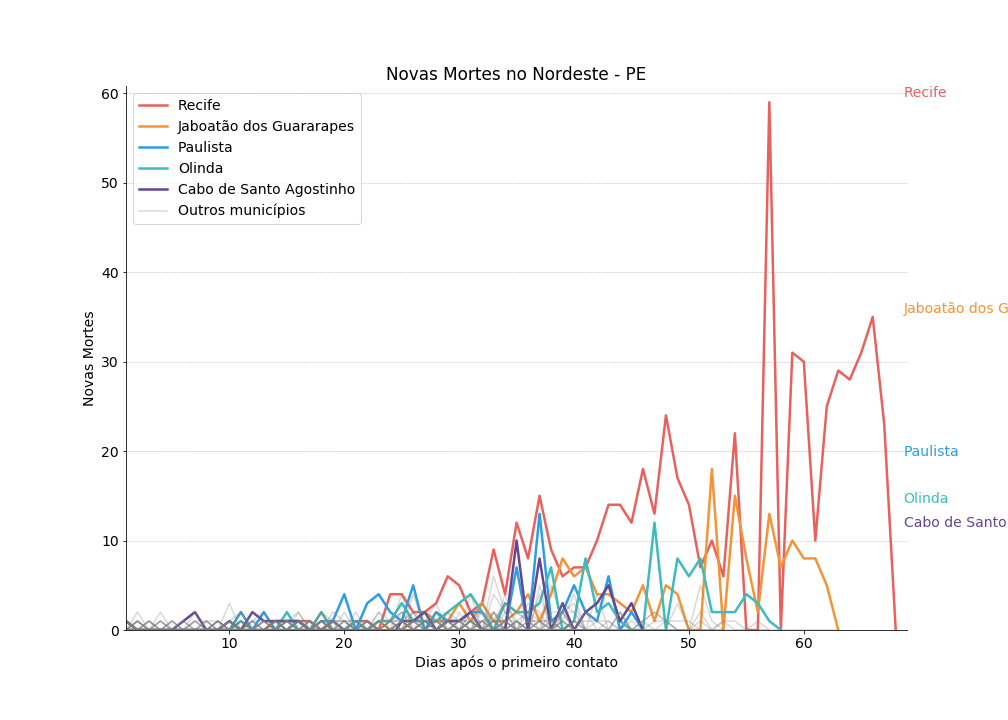 Novas Mortes no Nordeste - PE
Recife
Jaboatão dos Guararapes
Paulista
Olinda
Cabo de Santo Agostinho
Outros municípios
60
50
40
30
20
10
0
Novas Mortes
10
20
30
40
50
60
Dias após o primeiro contato
Recife
Jaboatão dos G
Paulista
Olinda
Cabo de Santo